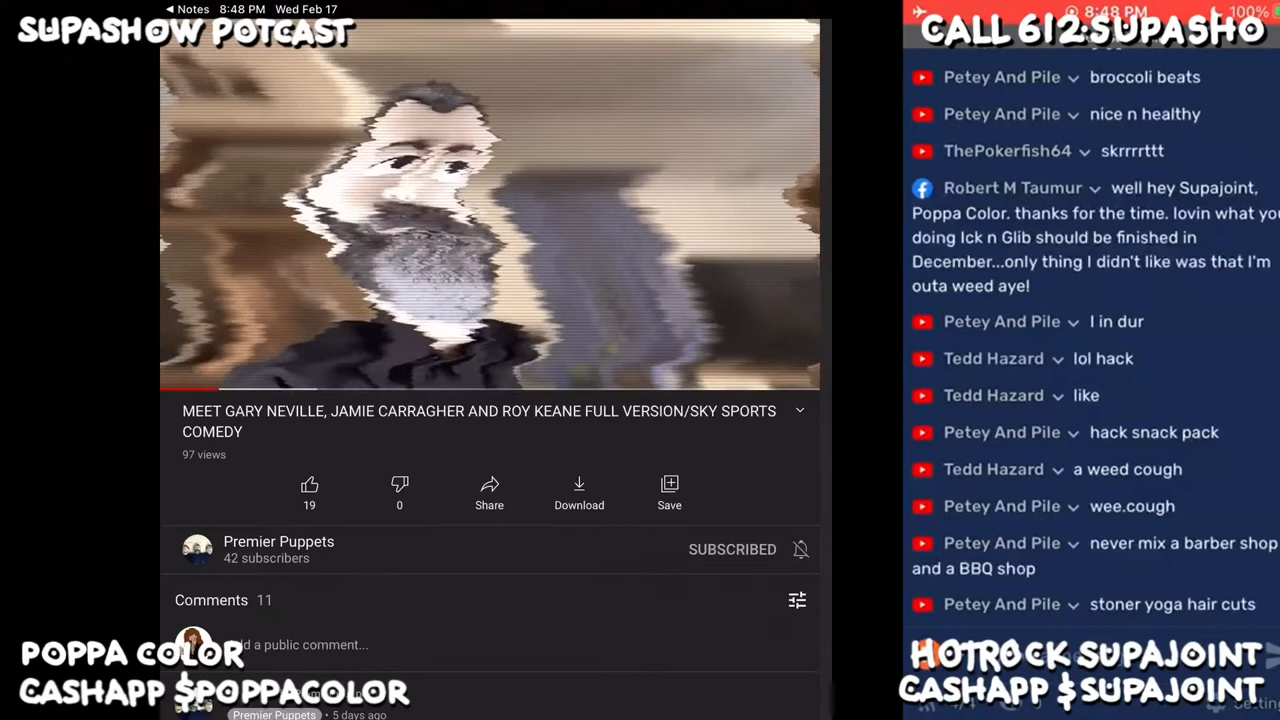 SUPASHOW POTCAST
Notes 8:48 PM Wed Feb 17
CALL 612-SUPASHO
8:48 PM
100%
MEET GARY NEVILLE, JAMIE CARRAGHER AND ROY KEANE FULL VERSION/SKY SPORTS
COMEDY
97 views
19
0
Share
Download
Save
Premier Puppets
42 subscribers
SUBSCRIBED
Comments 11
a public comment...
Premier Puppets • 5 days ago
POPPA COLOR
CASHAPP $POPPACOLOR
Petey And Pile broccoli beats
Petey And Pile nice n healthy
ThePokerfish64 skrrrrttt
Robert M Taumur well hey Supajoint,
Poppa Color. thanks for the time. lovin what you
doing Ick n Glib should be finished in
December...only thing I didn't like was that I'm
outa weed aye!
Petey And Pile I in dur
Tedd Hazard lol hack
Tedd Hazard like
Petey And Pile hack snack pack
Tedd Hazard a weed cough
Petey And Pile wee.cough
Petey And Pile never mix a barber shop
and a BBQ shop
Petey And Pile stoner yoga hair cuts
HOTROCK SUPAJOINT
CASHAPP $SUPAJOINT